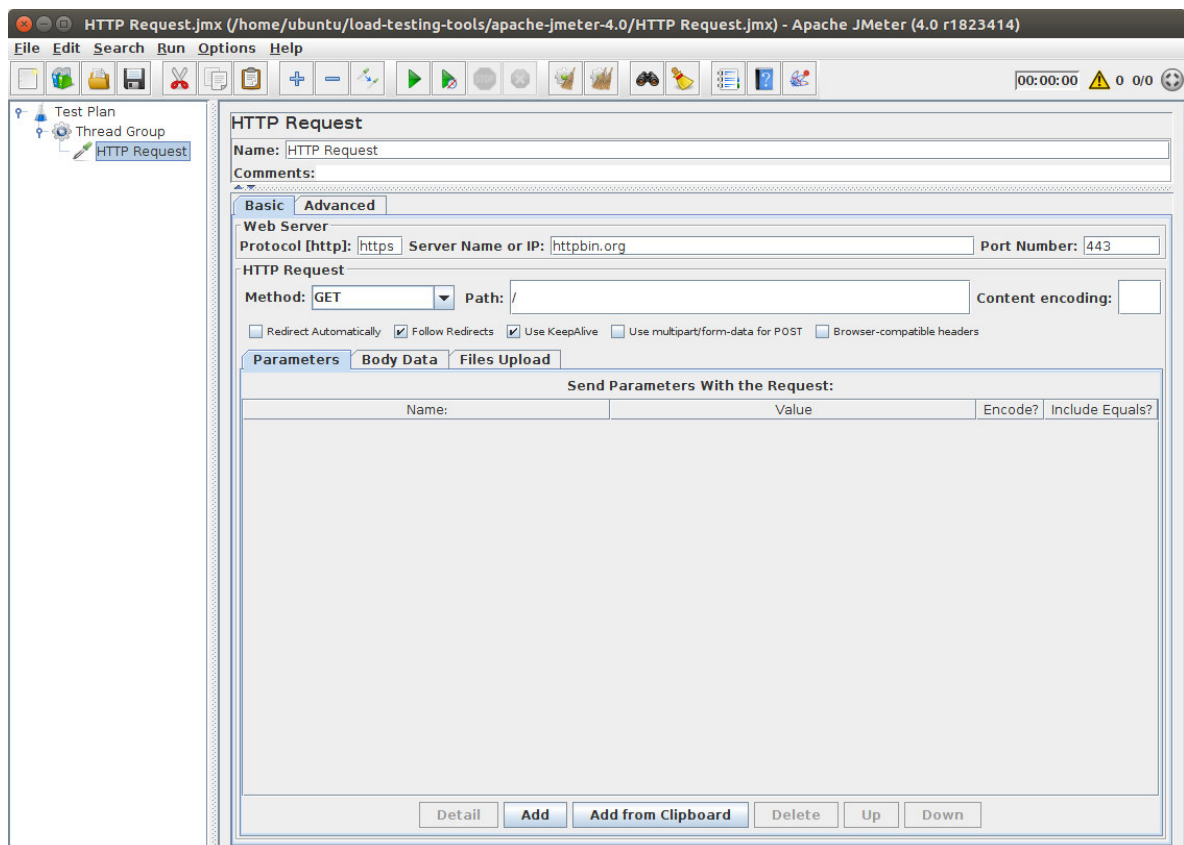 HTTP Request.jmx (/home/ubuntu/load-testing-tools/apache-jmeter-4.0/HTTP Request.jmx) - Apache JMeter (4.0 r1823414)
File Edit Search Run Options Help
00:00:00 0 0/0
Test Plan
Thread Group
HTTP Request
HTTP Request
Name: HTTP Request
Comments:
Basic Advanced
Web Server
Protocol [http]: https Server Name or IP: httpbin.org Port Number: 443
HTTP Request
Method: GET Path: / Content encoding:
Redirect Automatically Follow Redirects Use KeepAlive Use multipart/form-data for POST Browser-compatible headers
Parameters Body Data Files Upload
Send Parameters With the Request:
Name: Value Encode? Include Equals?
Detail Add Add from Clipboard Delete Up Down